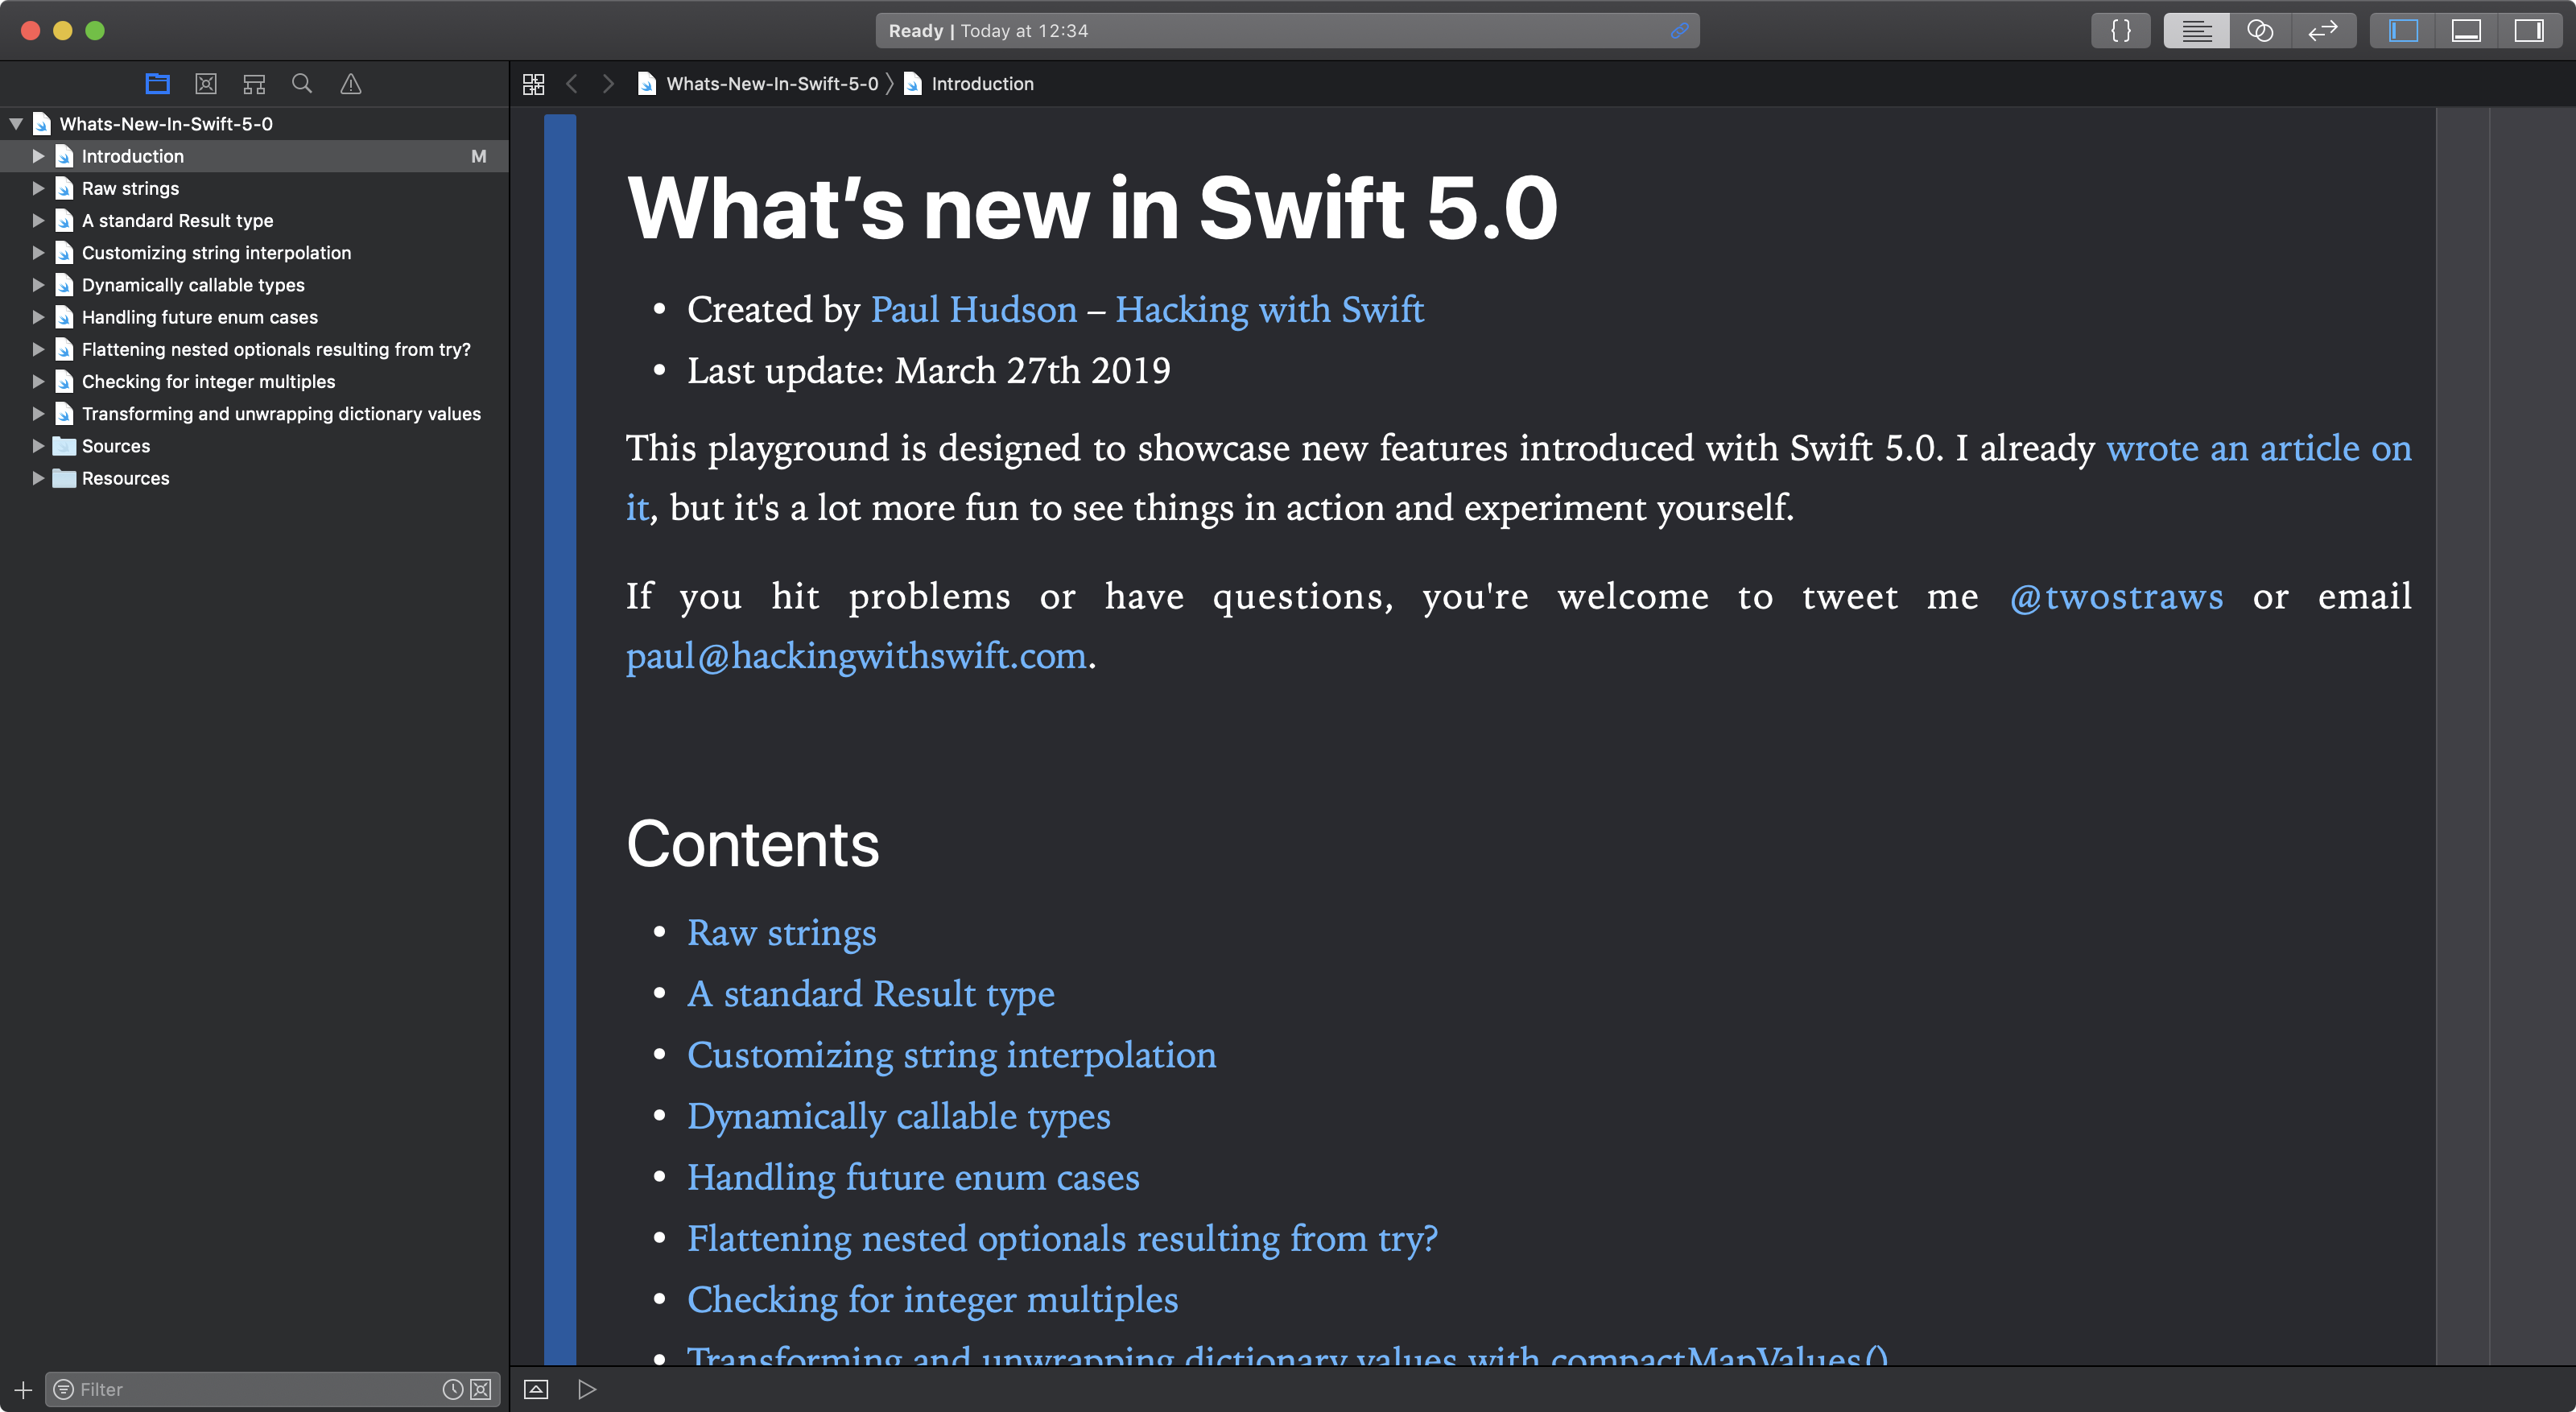 Ready | Today at 12:34
{ }
Whats-New-In-Swift-5-0 〉 Introduction
Whats-New-In-Swift-5-0
Introduction M
Raw strings
A standard Result type
Customizing string interpolation
Dynamically callable types
Handling future enum cases
Flattening nested optionals resulting from try?
Checking for integer multiples
Transforming and unwrapping dictionary values
Sources
Resources
Filter
What’s new in Swift 5.0
• Created by Paul Hudson – Hacking with Swift
• Last update: March 27th 2019
This playground is designed to showcase new features introduced with Swift 5.0. I already wrote an article on
it, but it's a lot more fun to see things in action and experiment yourself.
If you hit problems or have questions, you're welcome to tweet me @twostraws or email
paul@hackingwithswift.com.
Contents
• Raw strings
• A standard Result type
• Customizing string interpolation
• Dynamically callable types
• Handling future enum cases
• Flattening nested optionals resulting from try?
• Checking for integer multiples
• Transforming and unwrapping dictionary values with compactMapValues()